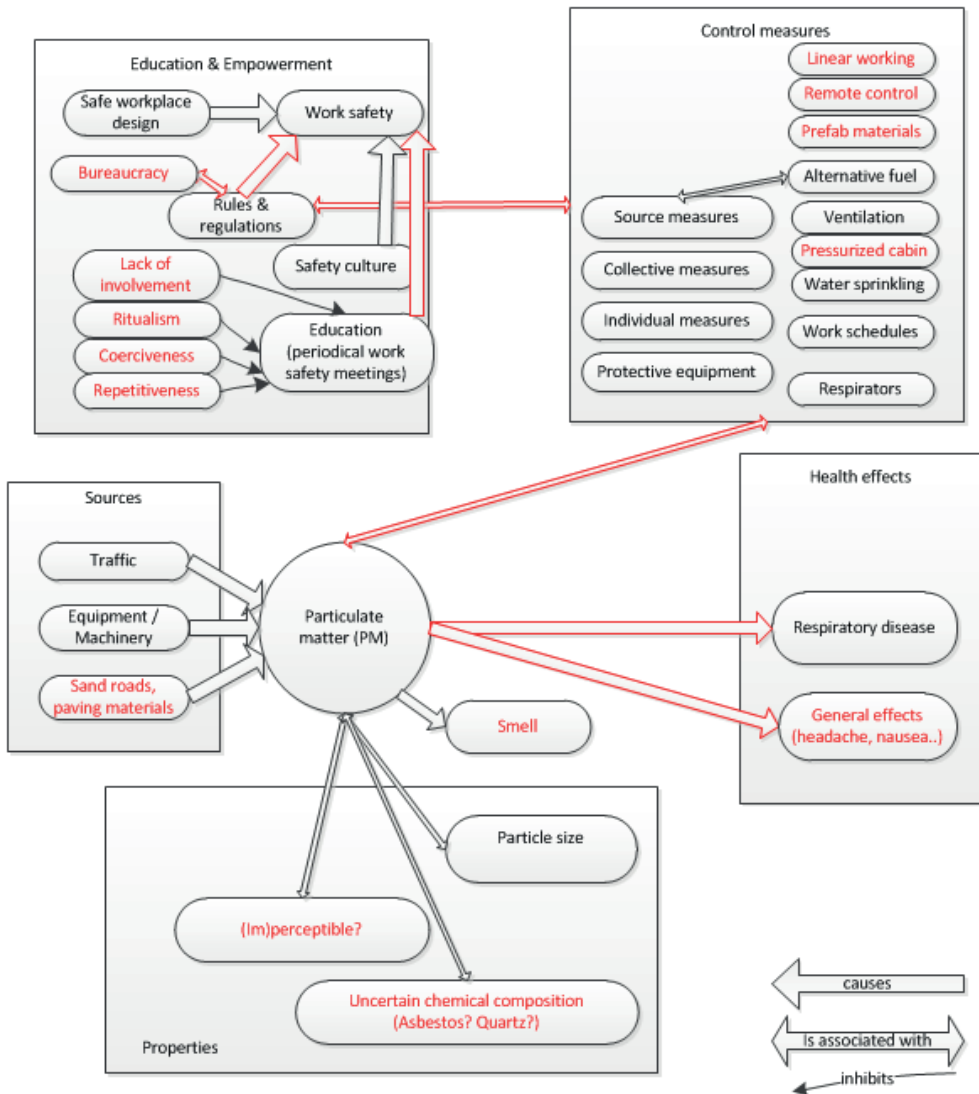 Education & Empowerment
Safe workplace
design
Work safety
Bureaucracy
Rules &
regulations
Safety culture
Lack of
involvement
Ritualism
Coerciveness
Repetitiveness
Education
(periodical work
safety meetings)
Control measures
Linear working
Remote control
Prefab materials
Alternative fuel
Source measures
Ventilation
Pressurized cabin
Collective measures
Water sprinkling
Individual measures
Work schedules
Protective equipment
Respirators
Sources
Traffic
Equipment /
Machinery
Sand roads,
paving materials
Particulate
matter (PM)
Smell
Health effects
Respiratory disease
General effects
(headache, nausea..)
Particle size
(Im)perceptible?
Uncertain chemical composition
(Asbestos? Quartz?)
Properties
causes
Is associated with
inhibits